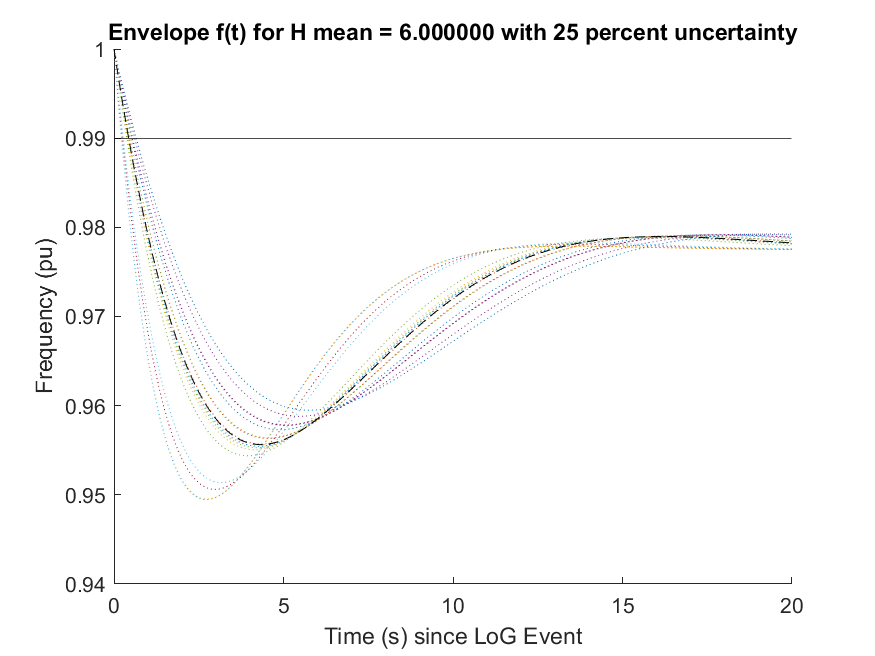 Envelope f(t) for H mean = 6.000000 with 25 percent uncertainty
1
0.99
0.98
0.97
0.96
0.95
0.94
Frequency (pu)
0 5 10 15 20
Time (s) since LoG Event